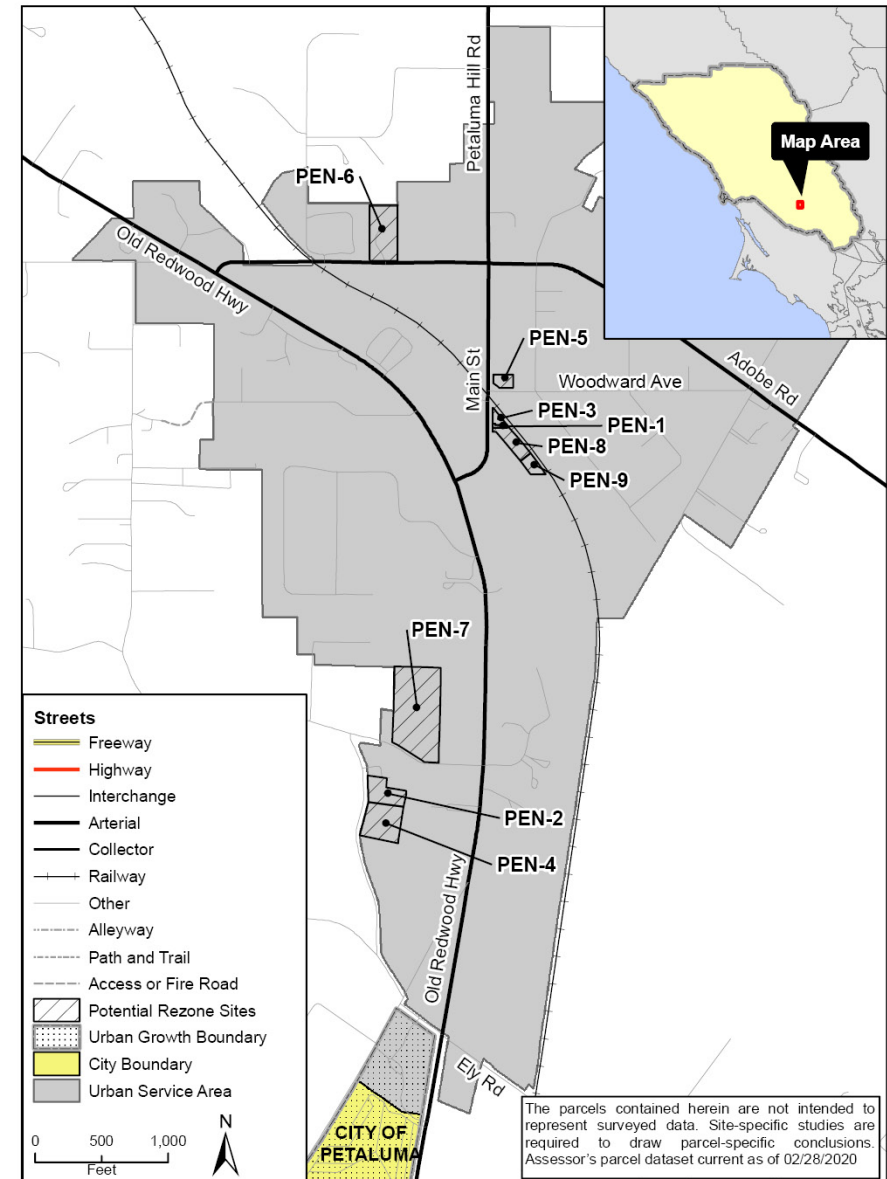 Petaluma Hill Rd
Map Area
PEN-6
Old Redwood Hwy
PEN-5
Main St
Woodward Ave
Adobe Rd
PEN-3
PEN-1
PEN-8
PEN-9
PEN-7
PEN-2
PEN-4
Old Redwood Hwy
Ely Rd
CITY OF
PETALUMA
Streets
Freeway
Highway
Interchange
Arterial
Collector
Railway
Other
Alleyway
Path and Trail
Access or Fire Road
Potential Rezone Sites
Urban Growth Boundary
City Boundary
Urban Service Area
0 500 1,000
Feet
N
The parcels contained herein are not intended to
represent surveyed data. Site-specific studies are
required to draw parcel-specific conclusions.
Assessor's parcel dataset current as of 02/28/2020